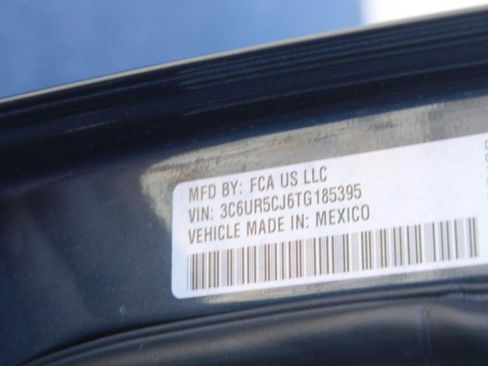 MFD BY: FCA US LLC
VIN: 3C6UR5CJ6TG185395
VEHICLE MADE IN: MEXICO